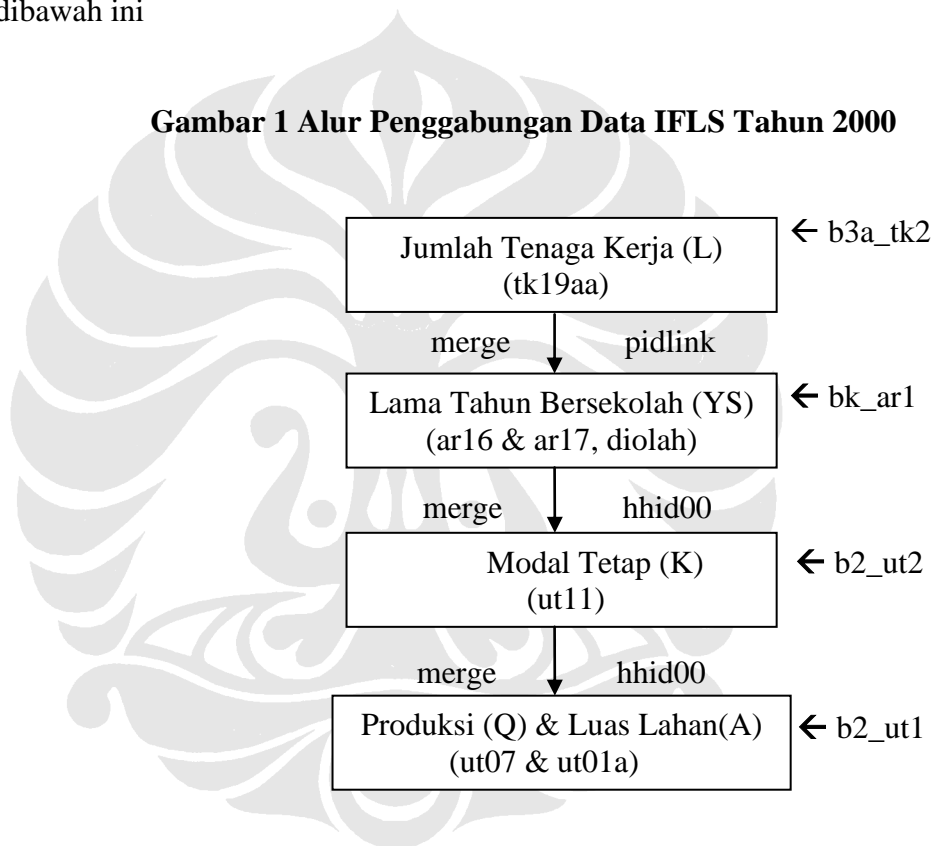 dibawah ini
Gambar 1 Alur Penggabungan Data IFLS Tahun 2000
Jumlah Tenaga Kerja (L)
(tk19aa)
← b3a_tk2
merge pidlink
Lama Tahun Bersekolah (YS)
(ar16 & ar17, diolah)
← bk_ar1
merge hhid00
Modal Tetap (K)
(ut11)
← b2_ut2
merge hhid00
Produksi (Q) & Luas Lahan(A)
(ut07 & ut01a)
← b2_ut1